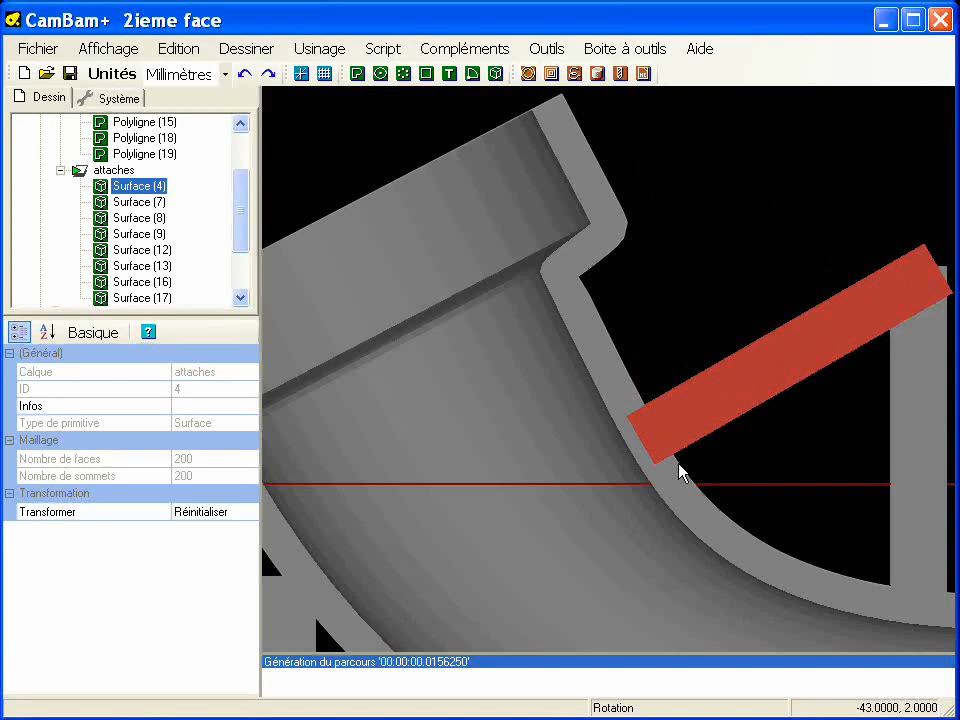 CamBam+ 2ieme face
Fichier Affichage Edition Dessiner Usinage Script Compléments Outils Boite à outils Aide
Unités Millimètres
Dessin Système
Polyligne (15)
Polyligne (18)
Polyligne (19)
attaches
Surface (4)
Surface (7)
Surface (8)
Surface (9)
Surface (12)
Surface (13)
Surface (16)
Surface (17)
Basique
(Général)
Calque attaches
ID 4
Infos
Type de primitive Surface
Maillage
Nombre de faces 200
Nombre de sommets 200
Transformation
Transformer Réinitialiser
Génération du parcours '00:00:00.0156250'
Rotation -43.0000, 2.0000